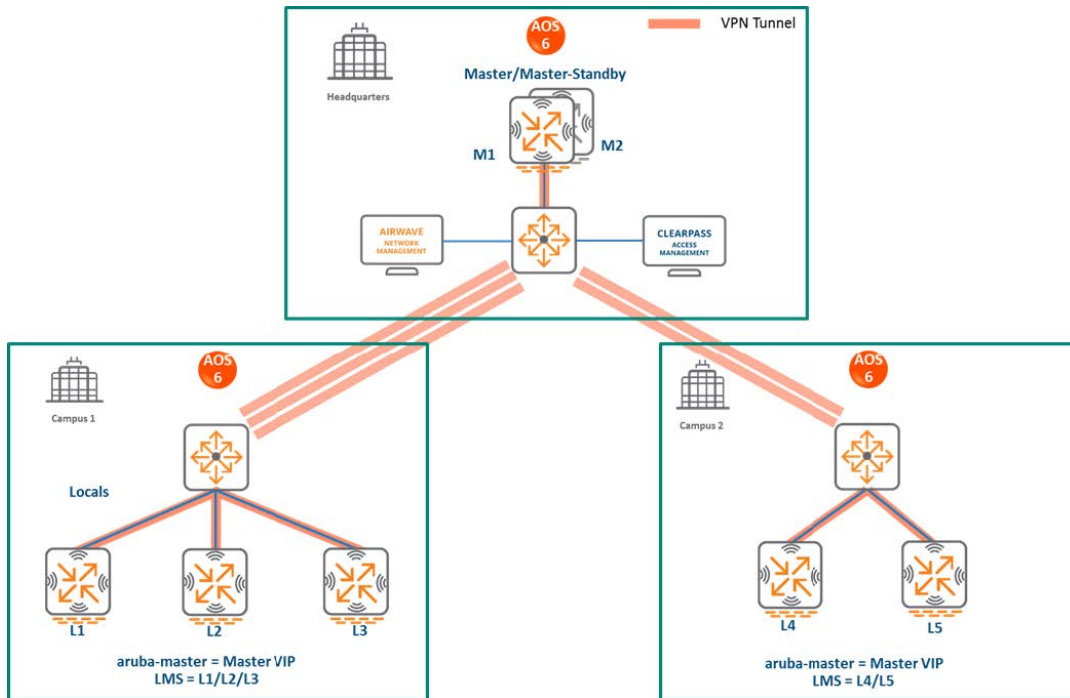 AOS
6
VPN Tunnel
Headquarters
Master/Master-Standby
M1
M2
AIRWAVE
NETWORK
MANAGEMENT
CLEARPASS
ACCESS
MANAGEMENT
AOS
6
Campus 1
Locals
L1
L2
L3
aruba-master = Master VIP
LMS = L1/L2/L3
AOS
6
Campus 2
L4
L5
aruba-master = Master VIP
LMS = L4/L5